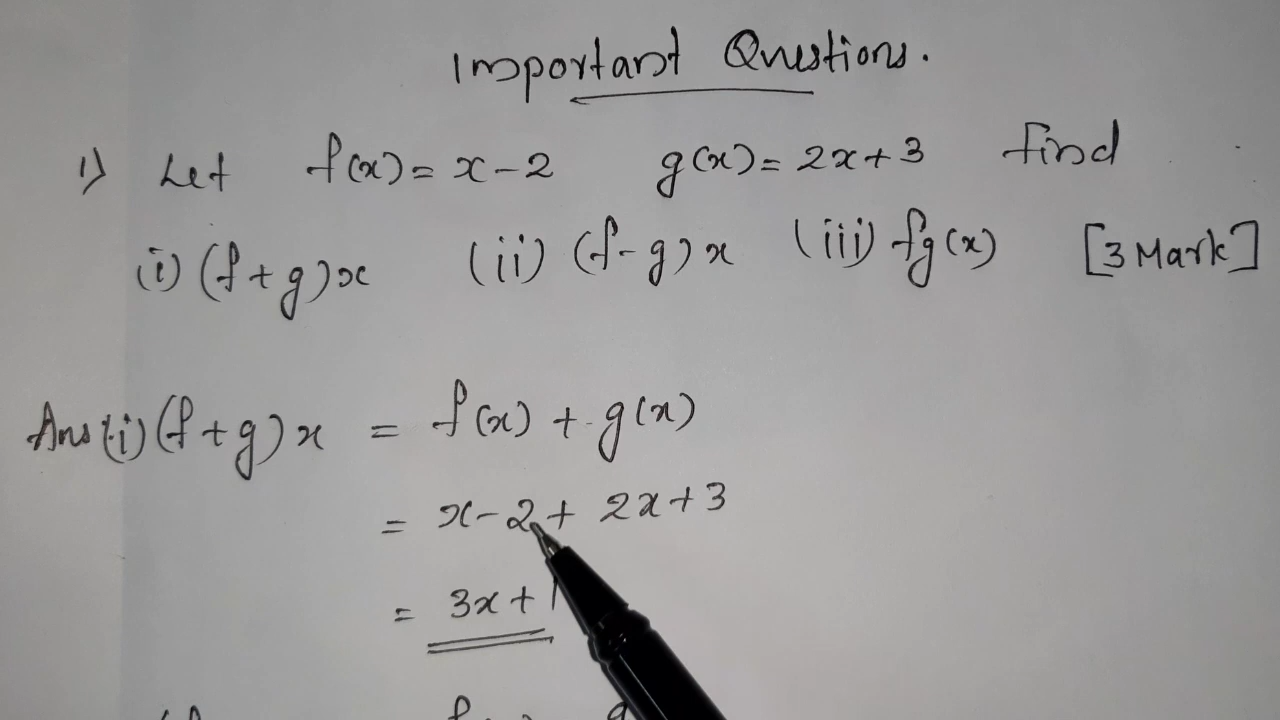 Important Questions.
1) Let f(x) = x - 2 g(x) = 2x + 3 find
(i) (f + g)x (ii) (f - g)x (iii) fg(x) [3 Mark]
Ans (i) (f + g)x = f(x) + g(x)
= x - 2 + 2x + 3
= 3x + 1